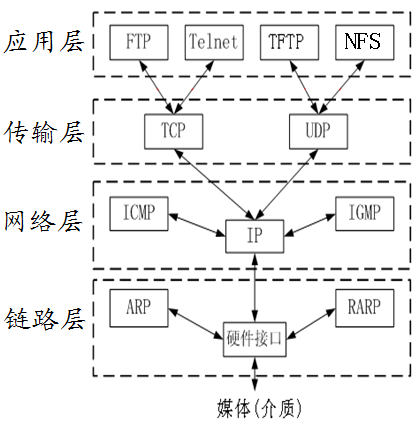 应用层 FTP Telnet TFTP NFS
传输层 TCP UDP
ICMP IGMP
网络层 IP
ARP RARP
链路层 硬件接口
媒体(介质)